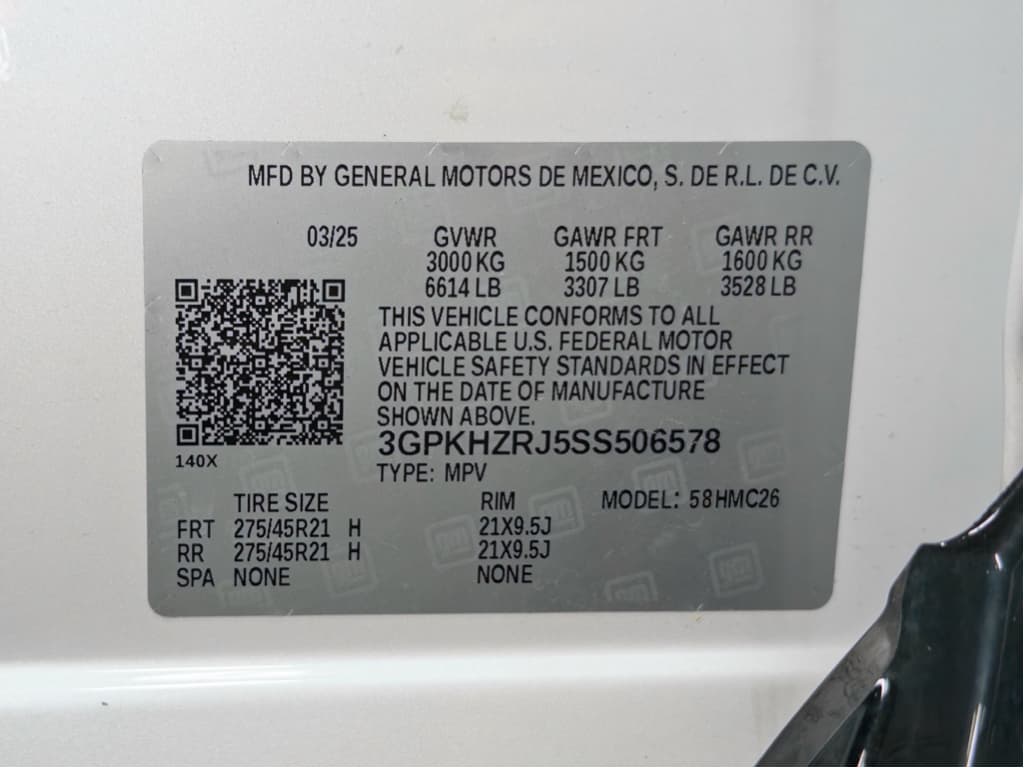 MFD BY GENERAL MOTORS DE MEXICO, S. DE R.L. DE C.V.
03/25 GVWR GAWR FRT GAWR RR
3000 KG 1500 KG 1600 KG
6614 LB 3307 LB 3528 LB
THIS VEHICLE CONFORMS TO ALL
APPLICABLE U.S. FEDERAL MOTOR
VEHICLE SAFETY STANDARDS IN EFFECT
ON THE DATE OF MANUFACTURE
SHOWN ABOVE.
3GPKHZRJ5SS506578
140X
TYPE: MPV
TIRE SIZE RIM MODEL: 58HMC26
FRT 275/45R21 H 21X9.5J
RR 275/45R21 H 21X9.5J
SPA NONE NONE